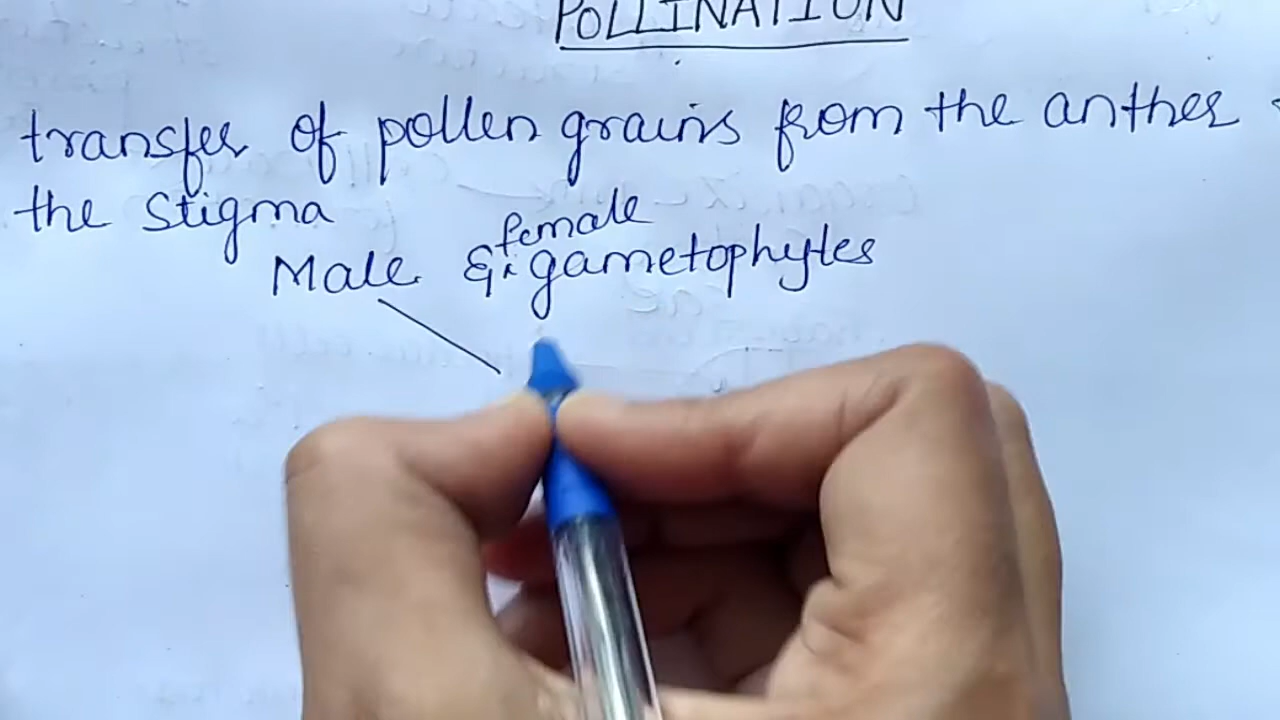 POLLINATION
transfer of pollen grains from the anther
the stigma
female
Male & gametophytes